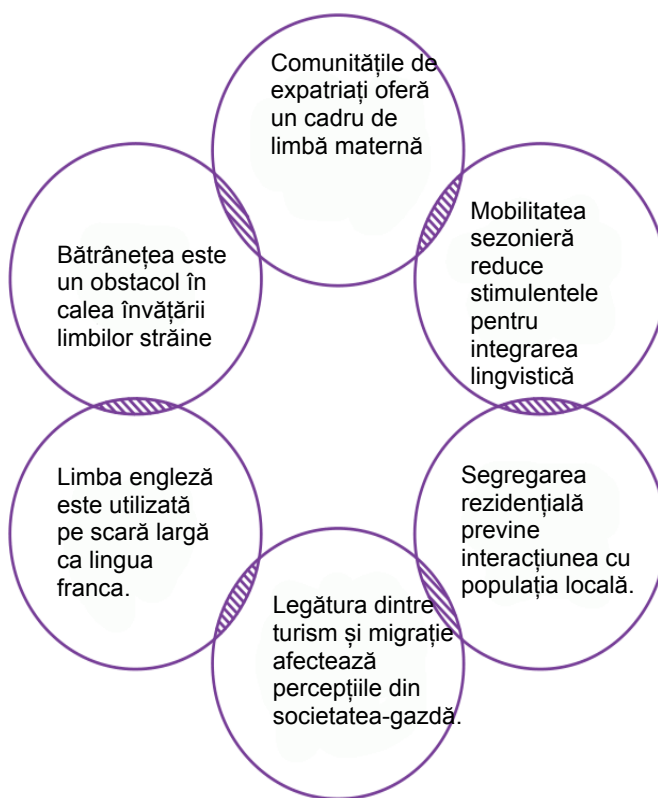 Comunitățile de
expatriați oferă
un cadru de
limbă maternă
Mobilitatea
sezonieră
reduce
stimulentele
pentru
integrarea
lingvistică
Segregarea
rezidențială
previne
interacțiunea cu
populația locală.
Legătura dintre
turism și migrație
afectează
percepțiile din
societatea-gazdă.
Limba engleză
este utilizată
pe scară largă
ca lingua
franca.
Bătrânețea este
un obstacol în
calea învățării
limbilor străine